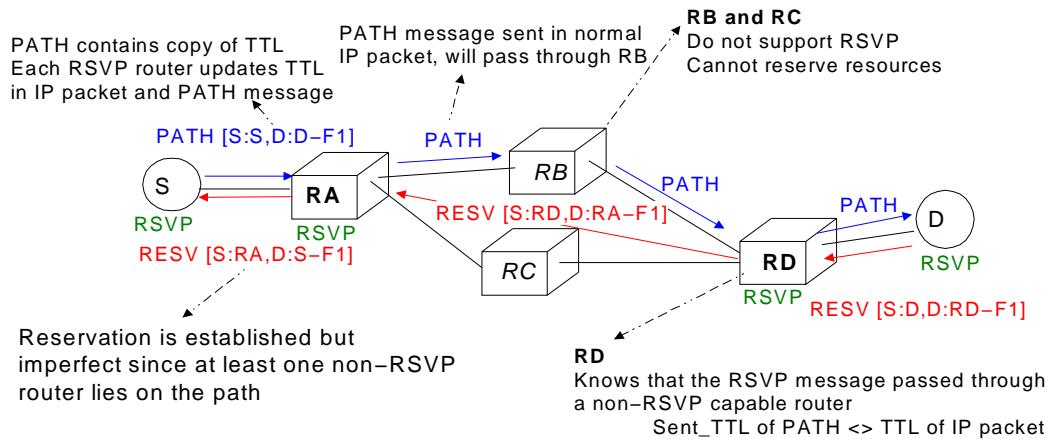 PATH contains copy of TTL
Each RSVP router updates TTL
in IP packet and PATH message
PATH message sent in normal
IP packet, will pass through RB
RB and RC
Do not support RSVP
Cannot reserve resources
PATH [S:S,D:D−F1]
PATH
PATH
PATH
S
RA
RB
RC
RD
D
RSVP
RSVP
RSVP
RSVP
RESV [S:RA,D:S−F1]
RESV [S:RD,D:RA−F1]
RESV [S:D,D:RD−F1]
Reservation is established but
imperfect since at least one non−RSVP
router lies on the path
RD
Knows that the RSVP message passed through
a non−RSVP capable router
Sent_TTL of PATH <> TTL of IP packet